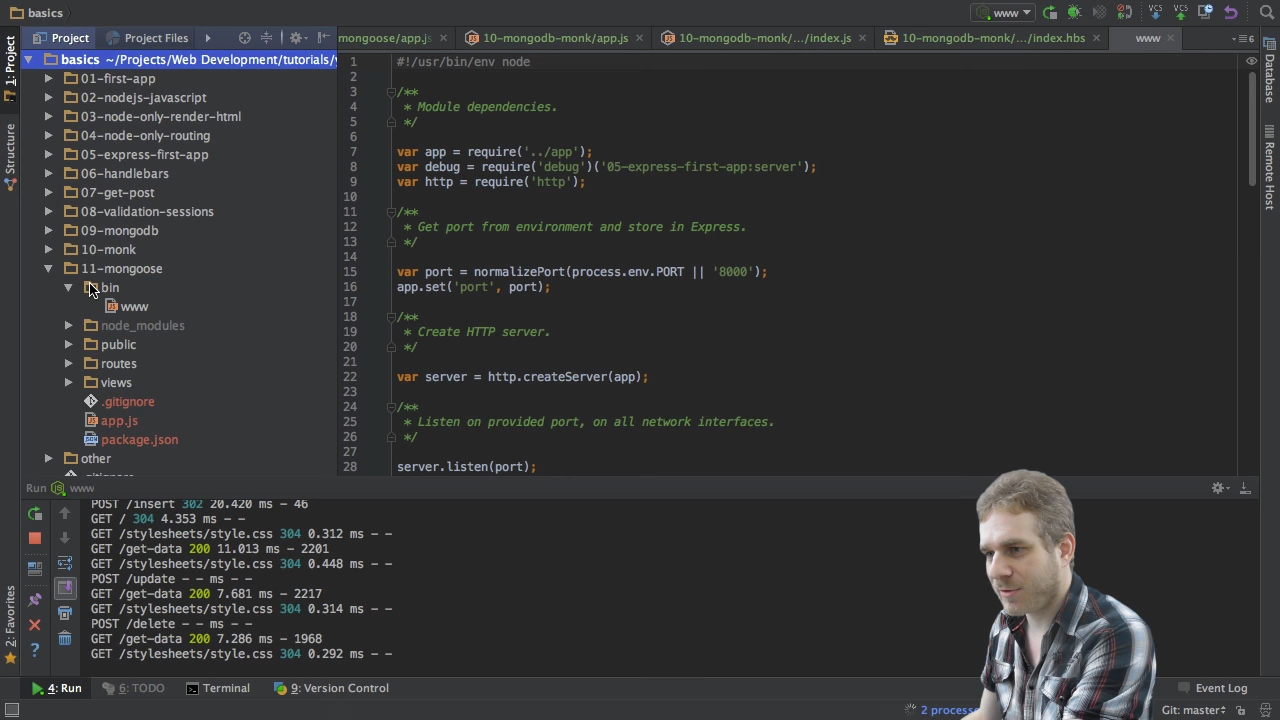 basics
www
1: Project
Structure
2: Favorites
Project
Project Files
mongoose/app.js
10-mongodb-monk/app.js
10-mongodb-monk/.../index.js
10-mongodb-monk/.../index.hbs
www
6
Database
Remote Host
basics ~/Projects/Web Development/tutorials/
01-first-app
02-nodejs-javascript
03-node-only-render-html
04-node-only-routing
05-express-first-app
06-handlebars
07-get-post
08-validation-sessions
09-mongodb
10-monk
11-mongoose
bin
www
node_modules
public
routes
views
.gitignore
app.js
package.json
other
.gitignore
1 #!/usr/bin/env node
2
3 /**
4 * Module dependencies.
5 */
6
7 var app = require('../app');
8 var debug = require('debug')('05-express-first-app:server');
9 var http = require('http');
10
11 /**
12 * Get port from environment and store in Express.
13 */
14
15 var port = normalizePort(process.env.PORT || '8000');
16 app.set('port', port);
17
18 /**
19 * Create HTTP server.
20 */
21
22 var server = http.createServer(app);
23
24 /**
25 * Listen on provided port, on all network interfaces.
26 */
27
28 server.listen(port);
Run www
POST /insert 302 20.420 ms - 46
GET / 304 4.353 ms - -
GET /stylesheets/style.css 304 0.312 ms - -
GET /get-data 200 11.013 ms - 2201
GET /stylesheets/style.css 304 0.448 ms - -
POST /update - - ms - -
GET /get-data 200 7.681 ms - 2217
GET /stylesheets/style.css 304 0.314 ms - -
POST /delete - - ms - -
GET /get-data 200 7.286 ms - 1968
GET /stylesheets/style.css 304 0.292 ms - -
4: Run
6: TODO
Terminal
9: Version Control
Event Log
2 processe
Git: master